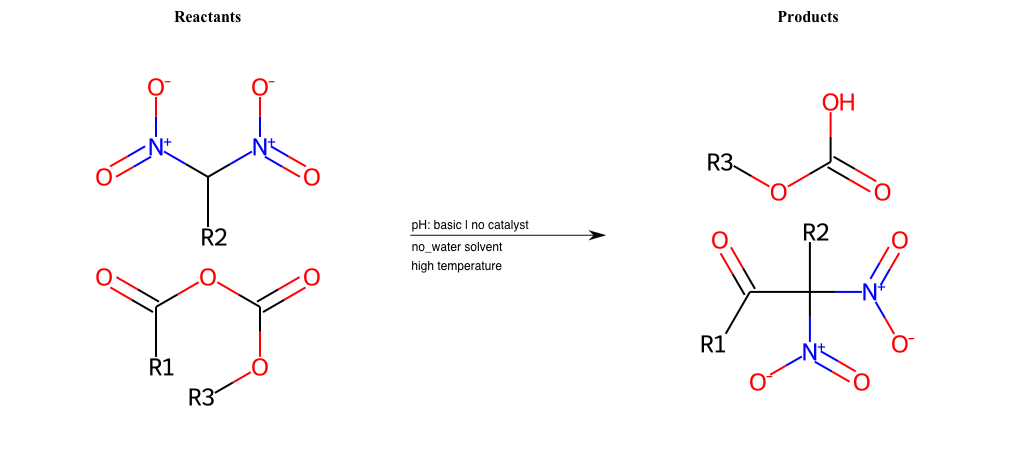 Reactants
Products
O⁻ O⁻
OH
N⁺ N⁺
R3
O O
O O
R2
R2
O O
pH: basic | no catalyst
no_water solvent
high temperature
O O O
N⁺
R1
O⁻
R1
N⁺
O
O⁻ O
R3